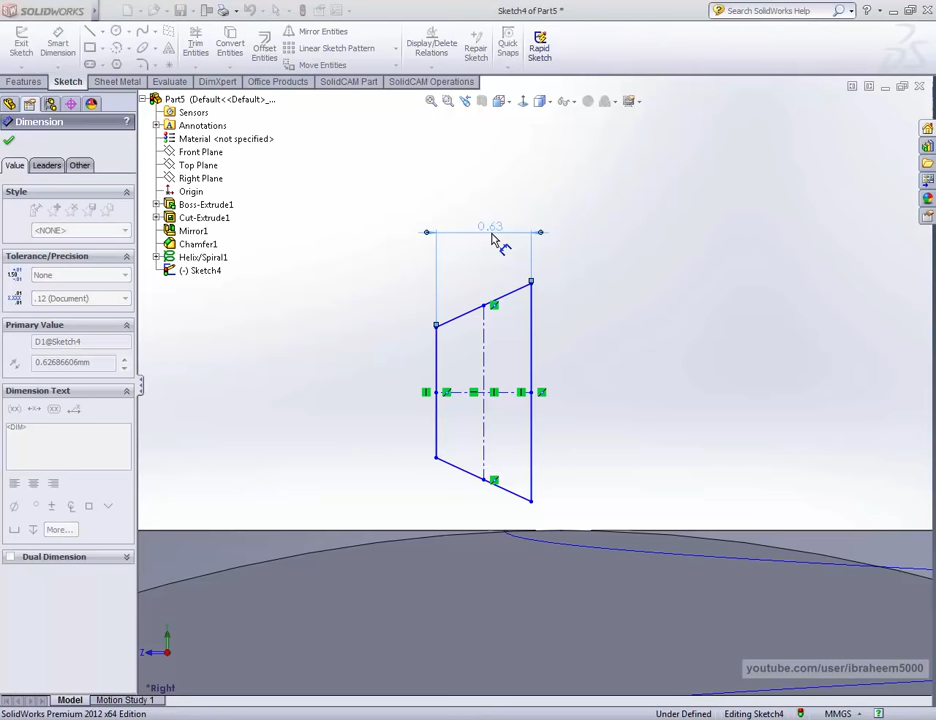 SOLIDWORKS
Sketch4 of Part5 *
Search SolidWorks
Exit Sketch
Smart Dimension
Trim Entities
Convert Entities
Offset Entities
Mirror Entities
Linear Sketch Pattern
Move Entities
Display/Delete Relations
Repair Sketch
Quick Snaps
Rapid Sketch
Features
Sketch
Sheet Metal
Evaluate
DimXpert
Office Products
SolidCAM Part
SolidCAM Operations
Dimension
?
Value
Leaders
Other
Style
<NONE>
Tolerance/Precision
None
.12 (Document)
Primary Value
D1@Sketch4
0.62686606mm
Dimension Text
<DIM>
More...
Dual Dimension
Part5 (Default<<Default>_...
Sensors
Annotations
Material <not specified>
Front Plane
Top Plane
Right Plane
Origin
Boss-Extrude1
Cut-Extrude1
Mirror1
Chamfer1
Helix/Spiral1
(-) Sketch4
0.63
Y
Z
*Right
youtube.com/user/ibraheem5000
Model
Motion Study 1
SolidWorks Premium 2012 x64 Edition
Under Defined
Editing Sketch4
MMGS